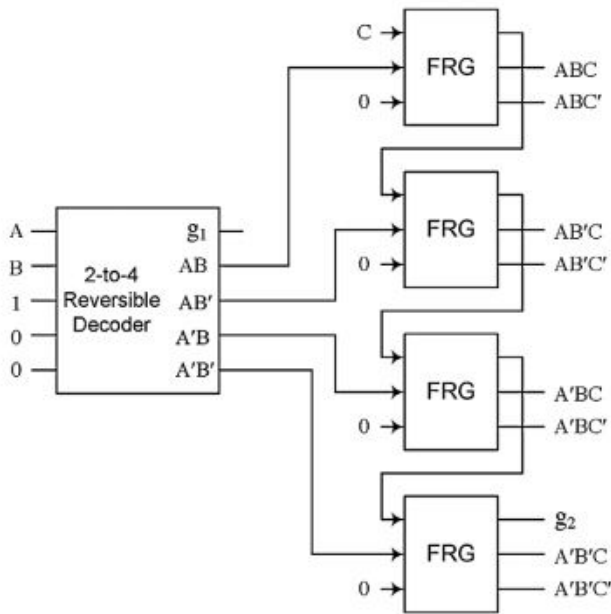 C
FRG
ABC
0
ABC′
A
g₁
B
AB
1
2-to-4
Reversible
Decoder
AB′
0
A′B
0
A′B′
FRG
AB′C
0
AB′C′
FRG
A′BC
0
A′BC′
FRG
g₂
A′B′C
0
A′B′C′